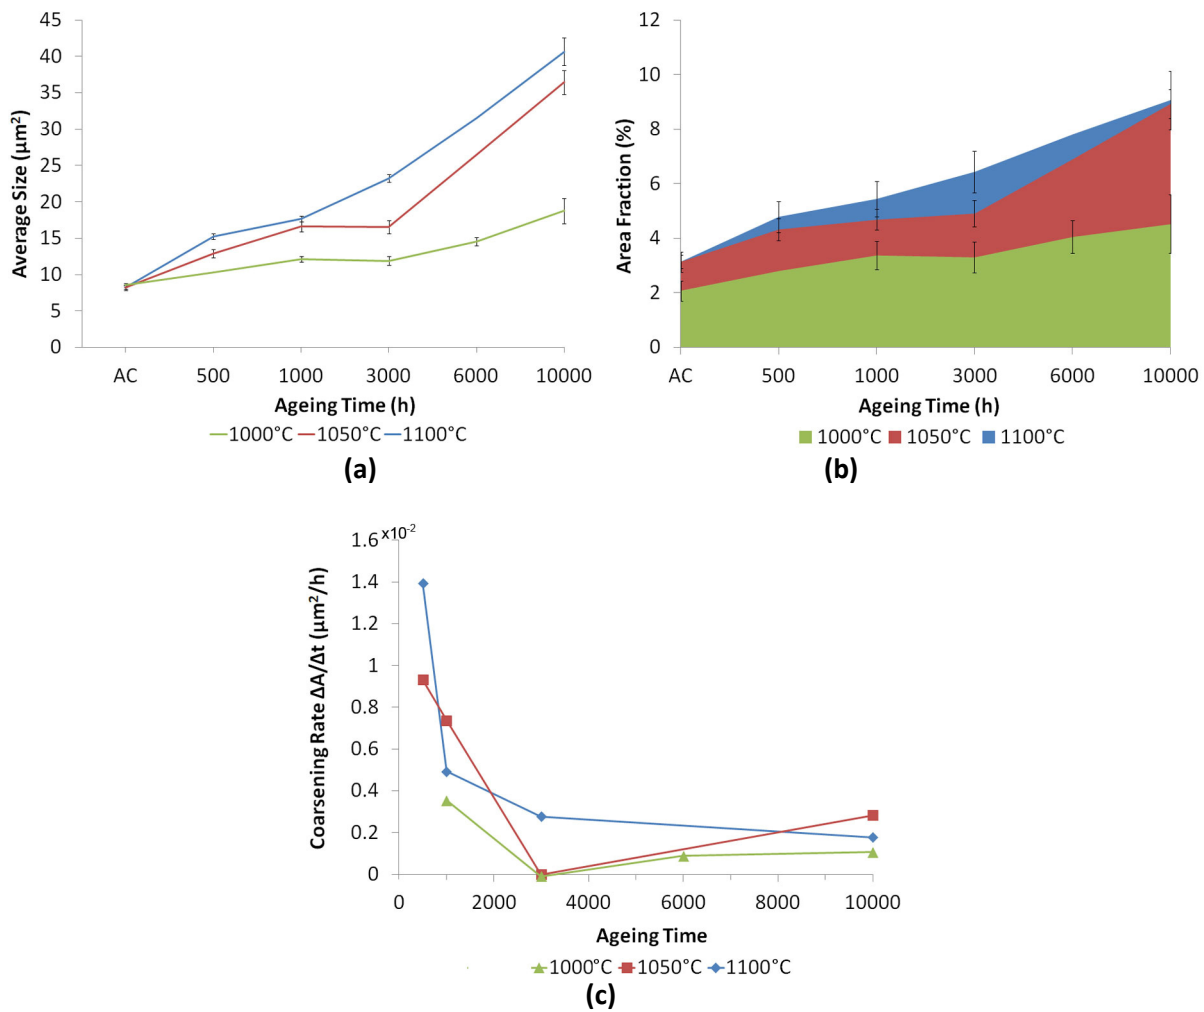 45
40
35
30
25
20
15
10
5
0
Average Size (µm²)
AC 500 1000 3000 6000 10000
Ageing Time (h)
1000°C 1050°C 1100°C
(a)
12
10
8
6
4
2
0
Area Fraction (%)
AC 500 1000 3000 6000 10000
Ageing Time (h)
1000°C 1050°C 1100°C
(b)
x10⁻²
1.6
1.4
1.2
1
0.8
0.6
0.4
0.2
0
Coarsening Rate ΔA/Δt (µm²/h)
0 2000 4000 6000 8000 10000
Ageing Time
1000°C 1050°C 1100°C
(c)